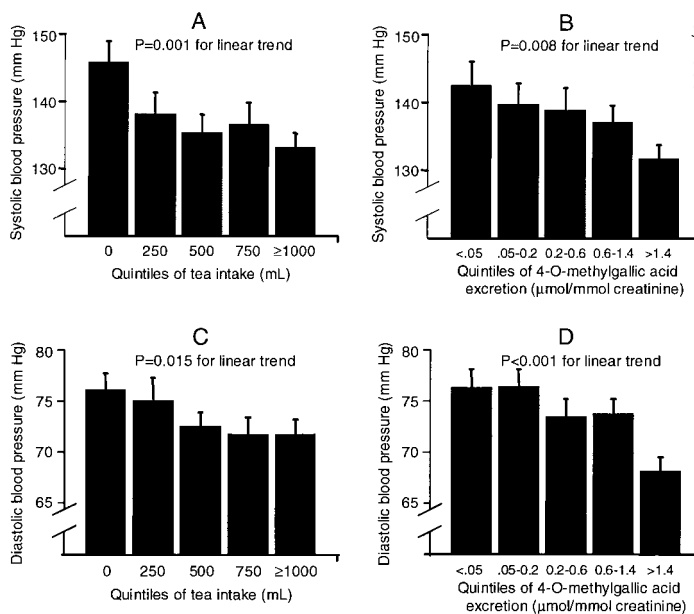 A
P=0.001 for linear trend
Systolic blood pressure (mm Hg)
150
140
130
0 250 500 750 ≥1000
Quintiles of tea intake (mL)
B
P=0.008 for linear trend
Systolic blood pressure (mm Hg)
150
140
130
<.05 .05-0.2 0.2-0.6 0.6-1.4 >1.4
Quintiles of 4-O-methylgallic acid
excretion (μmol/mmol creatinine)
C
P=0.015 for linear trend
Diastolic blood pressure (mm Hg)
80
75
70
65
0 250 500 750 ≥1000
Quintiles of tea intake (mL)
D
P<0.001 for linear trend
Diastolic blood pressure (mm Hg)
80
75
70
65
<.05 .05-0.2 0.2-0.6 0.6-1.4 >1.4
Quintiles of 4-O-methylgallic acid
excretion (μmol/mmol creatinine)